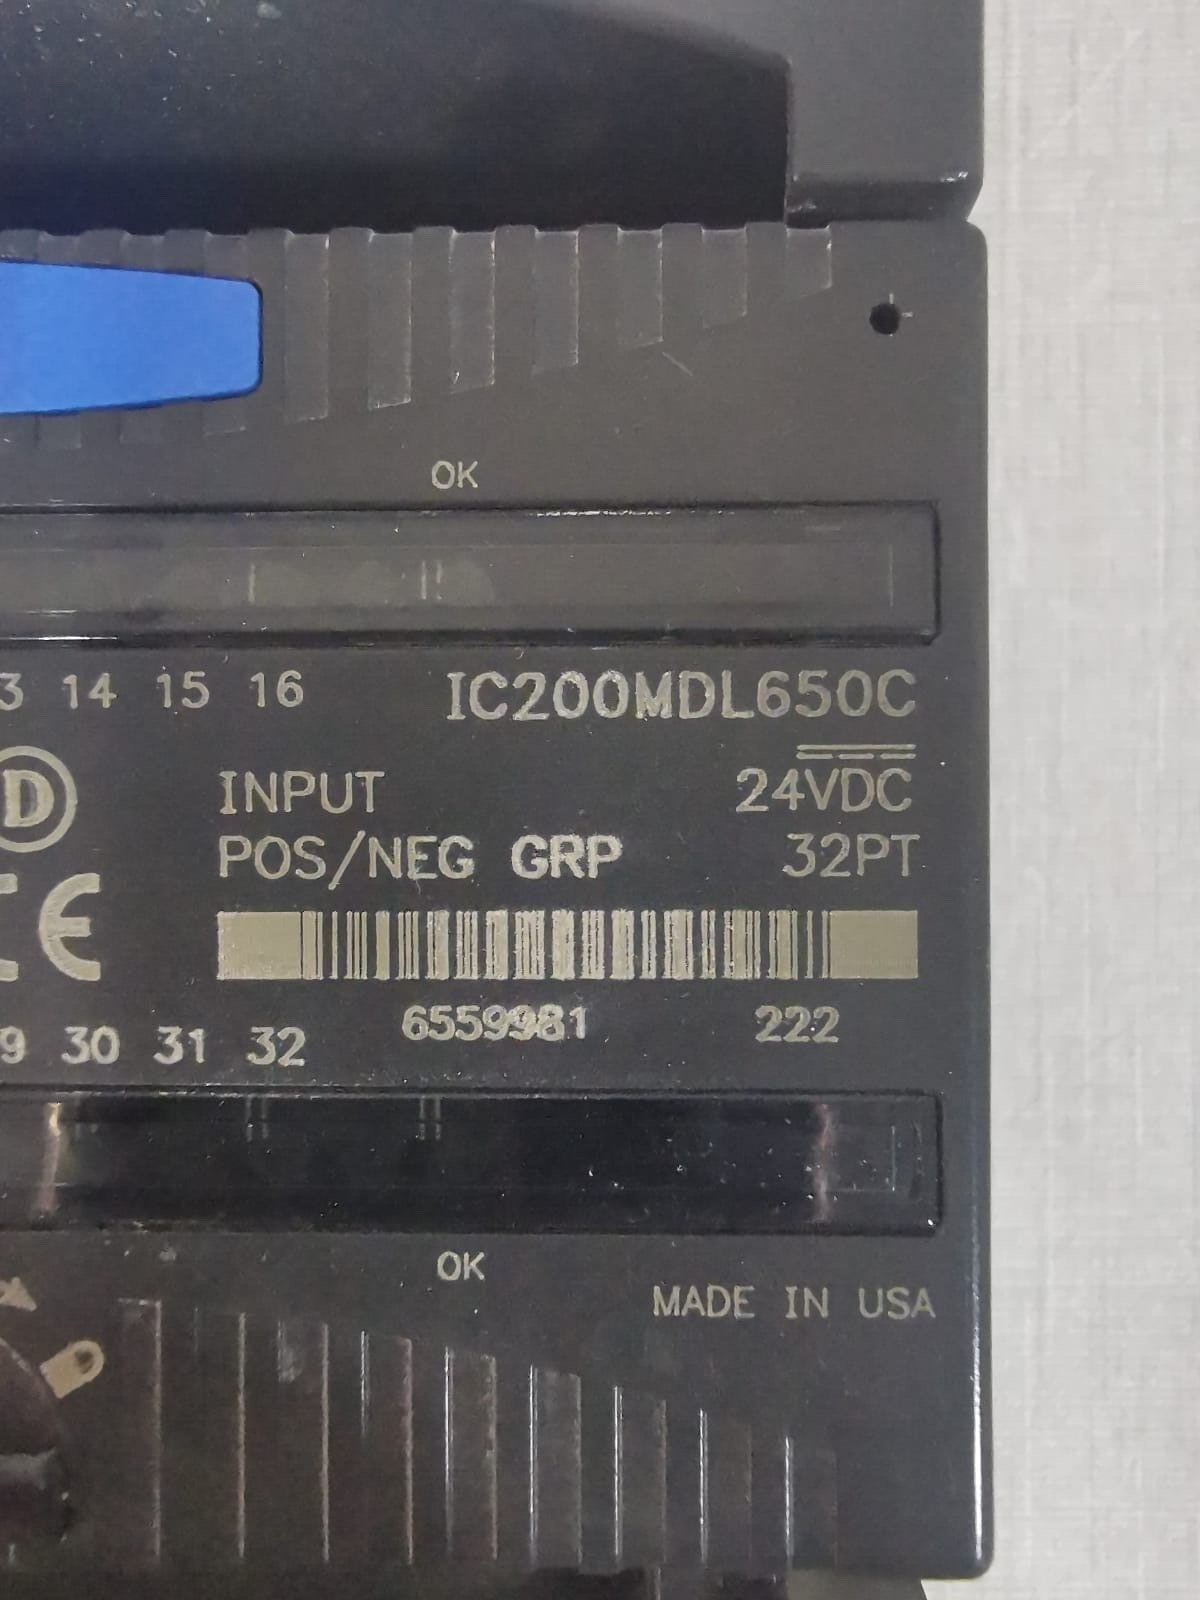 OK
3 14 15 16
IC200MDL650C
D
INPUT 24VDC
POS/NEG GRP 32PT
CE
6559981 222
9 30 31 32
OK
MADE IN USA